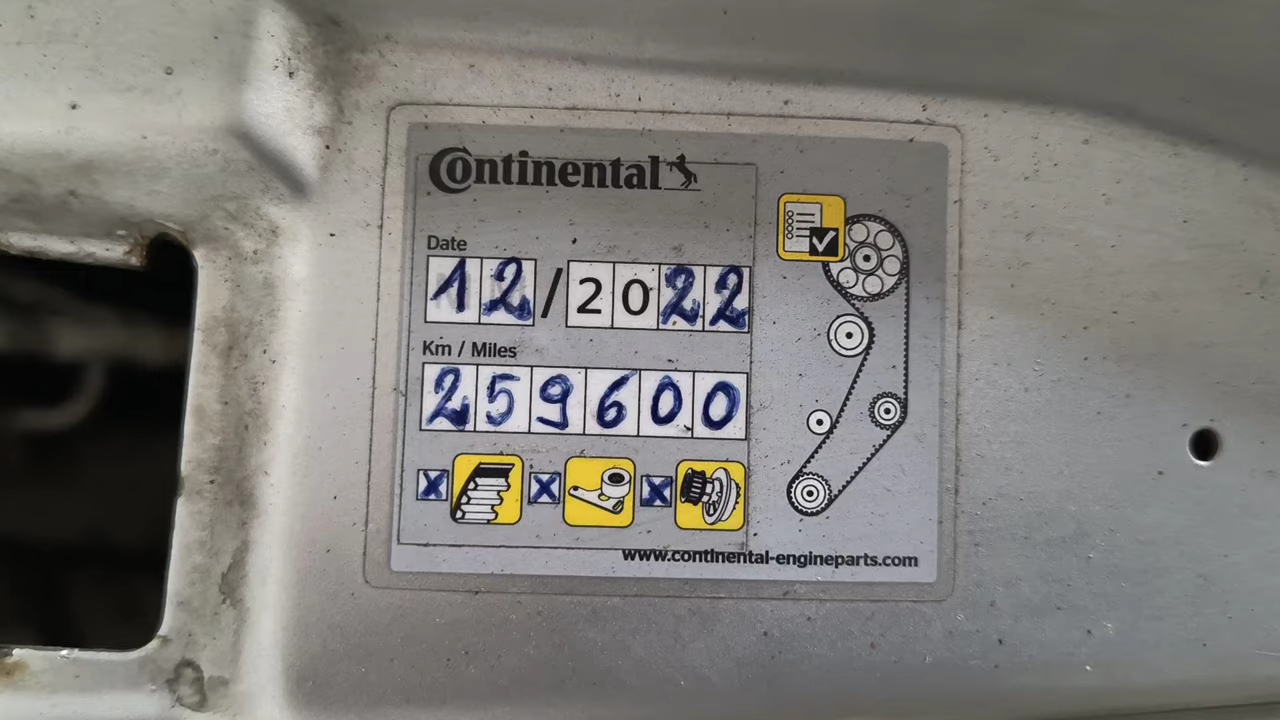 Continental
Date
12/2022
Km / Miles
259600
X X X
www.continental-engineparts.com